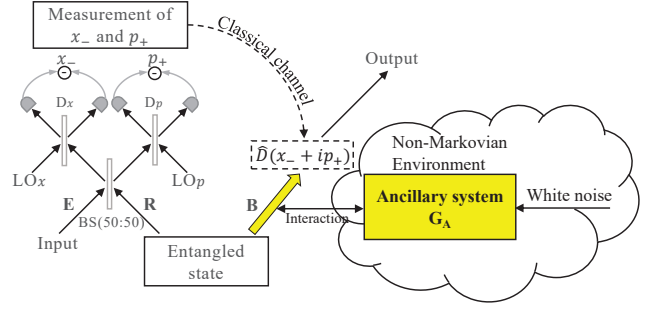 Measurement of
x₋ and p₊
Classical channel
Output
x₋
p₊
Dx
Dp
D̂(x₋ + ip₊)
Non-Markovian
Environment
LOx
LOp
E
R
B
BS(50:50)
Input
Interaction
Ancillary system
G_A
White noise
Entangled
state